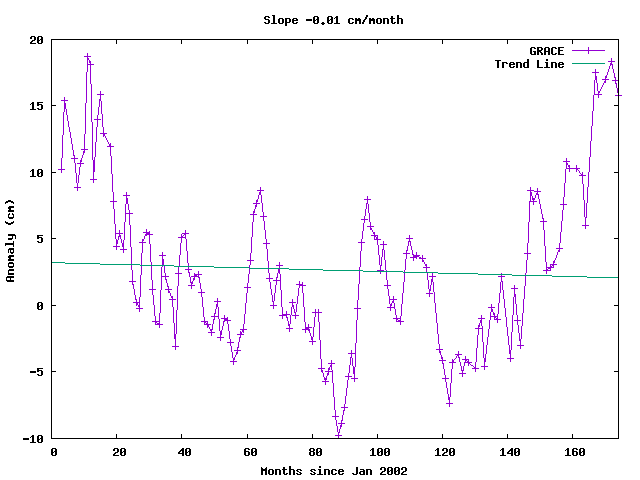 Slope -0.01 cm/month
20
GRACE
Trend Line
15
10
5
0
-5
-10
Anomaly (cm)
0 20 40 60 80 100 120 140 160
Months since Jan 2002